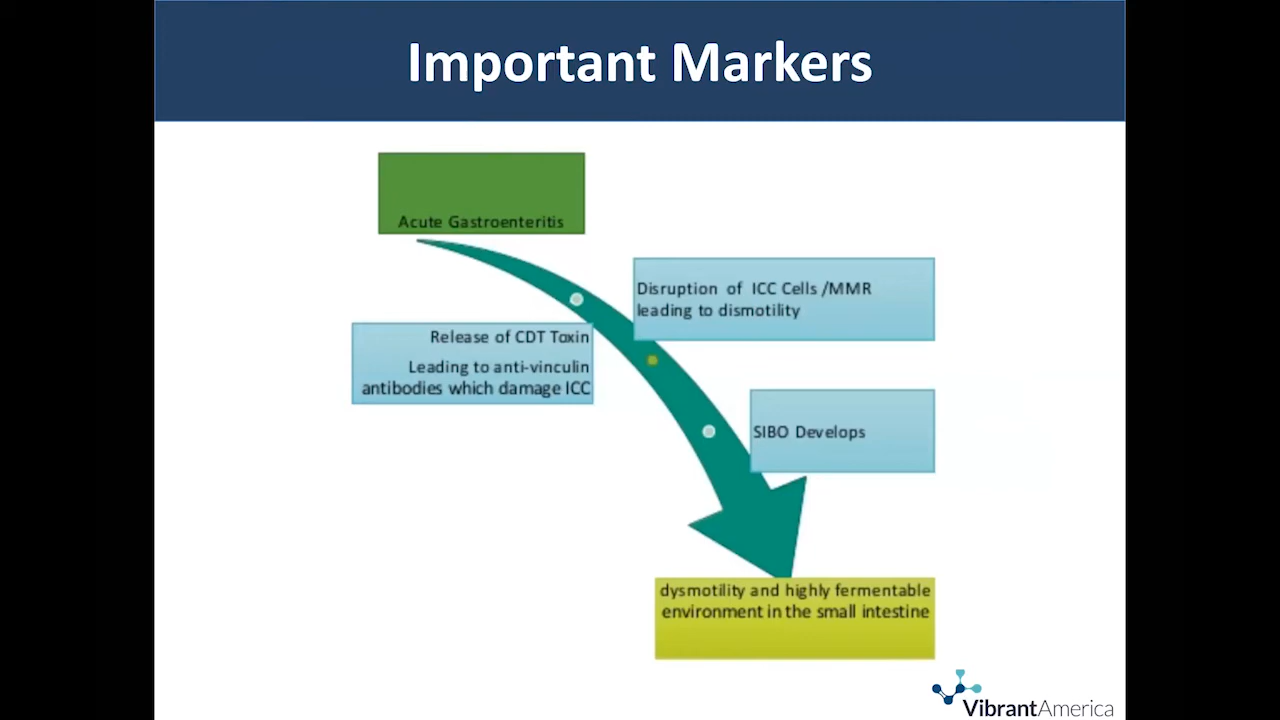 Important Markers
Acute Gastroenteritis
Disruption of ICC Cells /MMR
leading to dismotility
Release of CDT Toxin
Leading to anti-vinculin
antibodies which damage ICC
SIBO Develops
dysmotility and highly fermentable
environment in the small intestine
VibrantAmerica